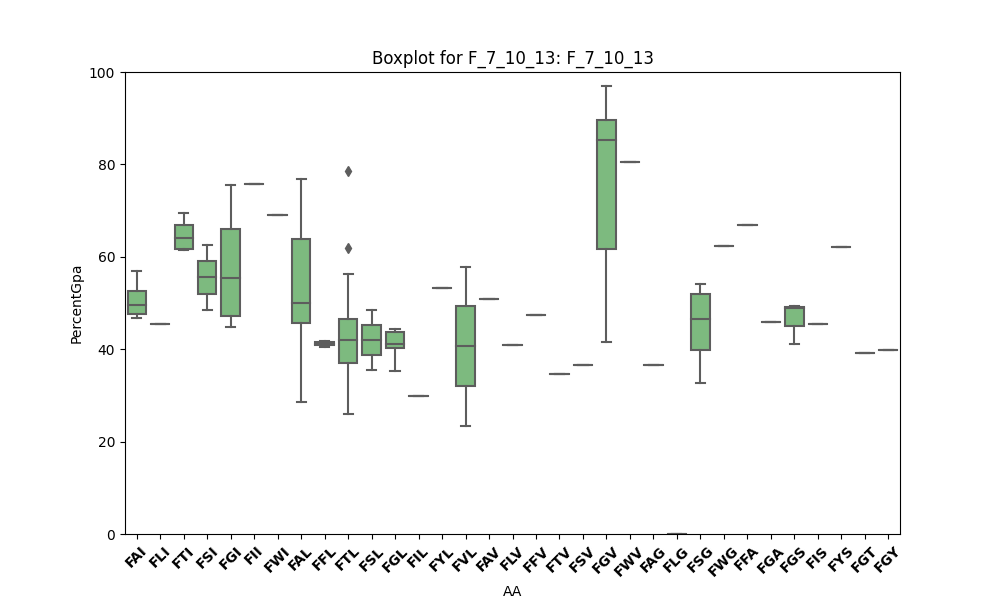 Boxplot for F_7_10_13: F_7_10_13
PercentGpa
100
80
60
40
20
0
FAI FLI FTI FSI FGI FII FWI FAL FFL FTL FSL FGL FIL FYL FVL FAV FLV FFV FTV FSV FGV FWV FAG FLG FSG FWG FFA FGA FGS FIS FYS FGT FGY
AA